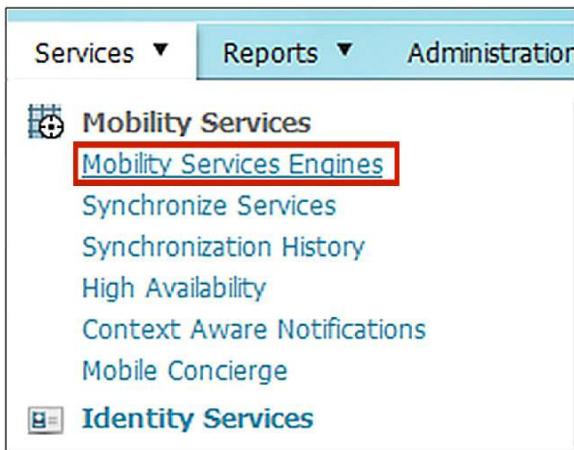 Services ▼ Reports ▼ Administration
Mobility Services
Mobility Services Engines
Synchronize Services
Synchronization History
High Availability
Context Aware Notifications
Mobile Concierge
Identity Services